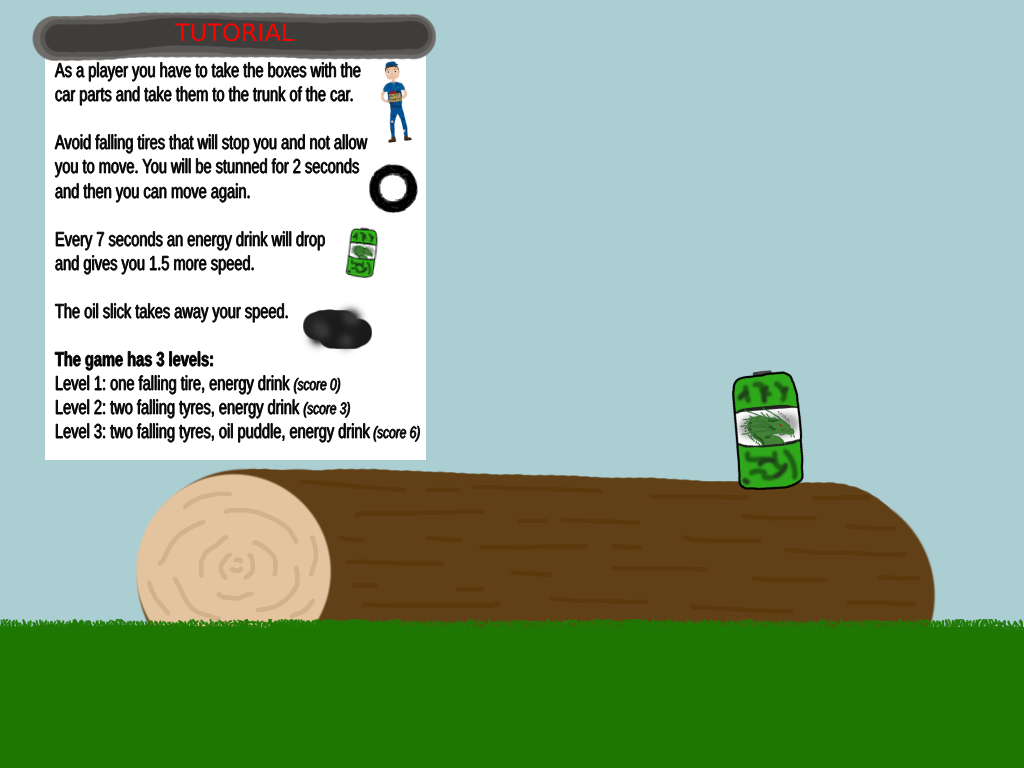 TUTORIAL
As a player you have to take the boxes with the
car parts and take them to the trunk of the car.
Avoid falling tires that will stop you and not allow
you to move. You will be stunned for 2 seconds
and then you can move again.
Every 7 seconds an energy drink will drop
and gives you 1.5 more speed.
The oil slick takes away your speed.
The game has 3 levels:
Level 1: one falling tire, energy drink (score 0)
Level 2: two falling tyres, energy drink (score 3)
Level 3: two falling tyres, oil puddle, energy drink (score 6)